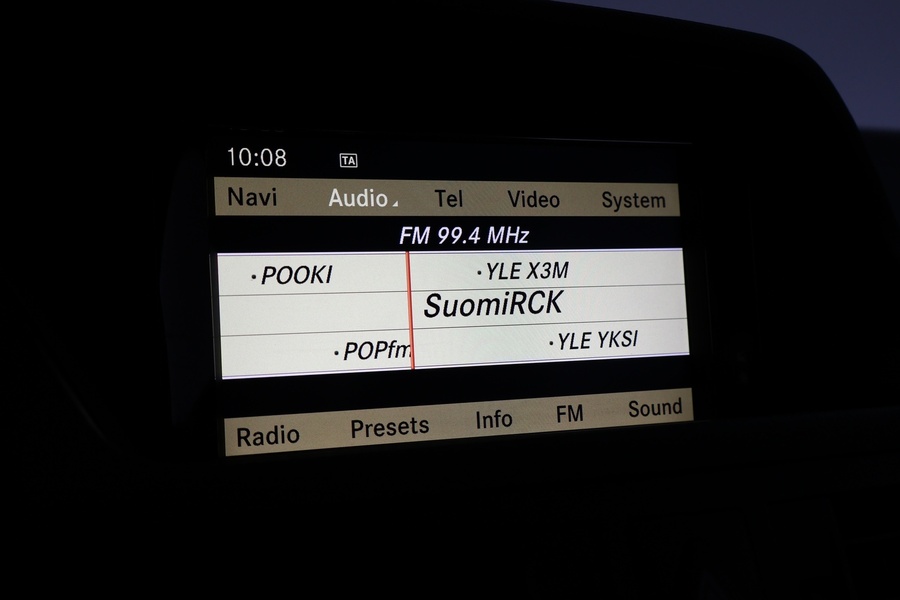 10:08 TA
Navi Audio Tel Video System
FM 99.4 MHz
·POOKI ·YLE X3M
SuomiRCK
·POPfm ·YLE YKSI
Radio Presets Info FM Sound